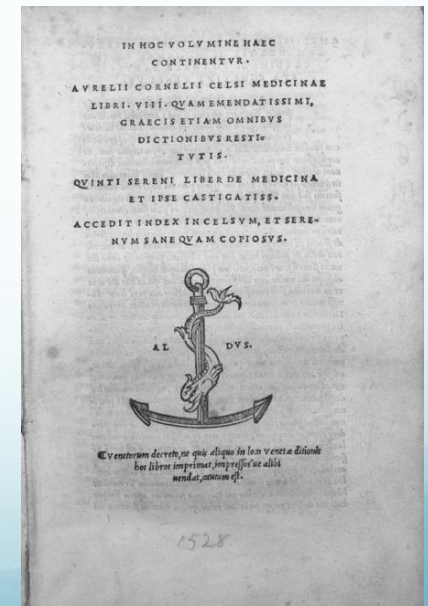 IN HOC VOLVMINE HAEC
CONTINENTVR.
AVRELII CORNELII CELSI MEDICINAE
LIBRI. VIII. QVAM EMENDATISSIMI,
GRAECIS ETIAM OMNIBVS
DICTIONIBVS RESTI=
TVTIS.
QVINTI SERENI LIBER DE MEDICINA
ET IPSE CASTIGATISS.
ACCEDIT INDEX IN CELSVM, ET SERE=
NVM SANE QVAM COPIOSVS.
AL DVS.
Venetorum decreto, ne quis aliquo in loco Venetæ ditionis
hos libros imprimat, impressos'ue alibi
uendat, cautum est.
1528